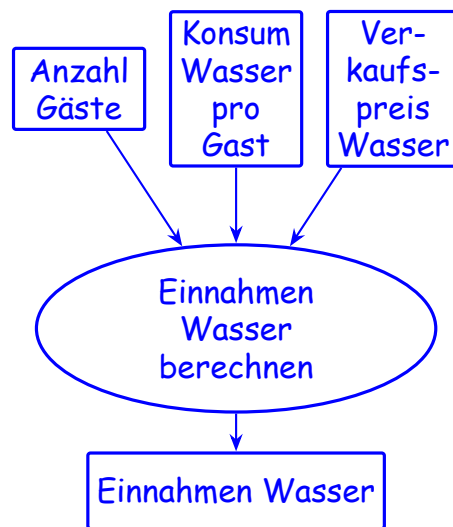 Anzahl
Gäste
Konsum
Wasser
pro
Gast
Ver-
kaufs-
preis
Wasser
Einnahmen
Wasser
berechnen
Einnahmen Wasser